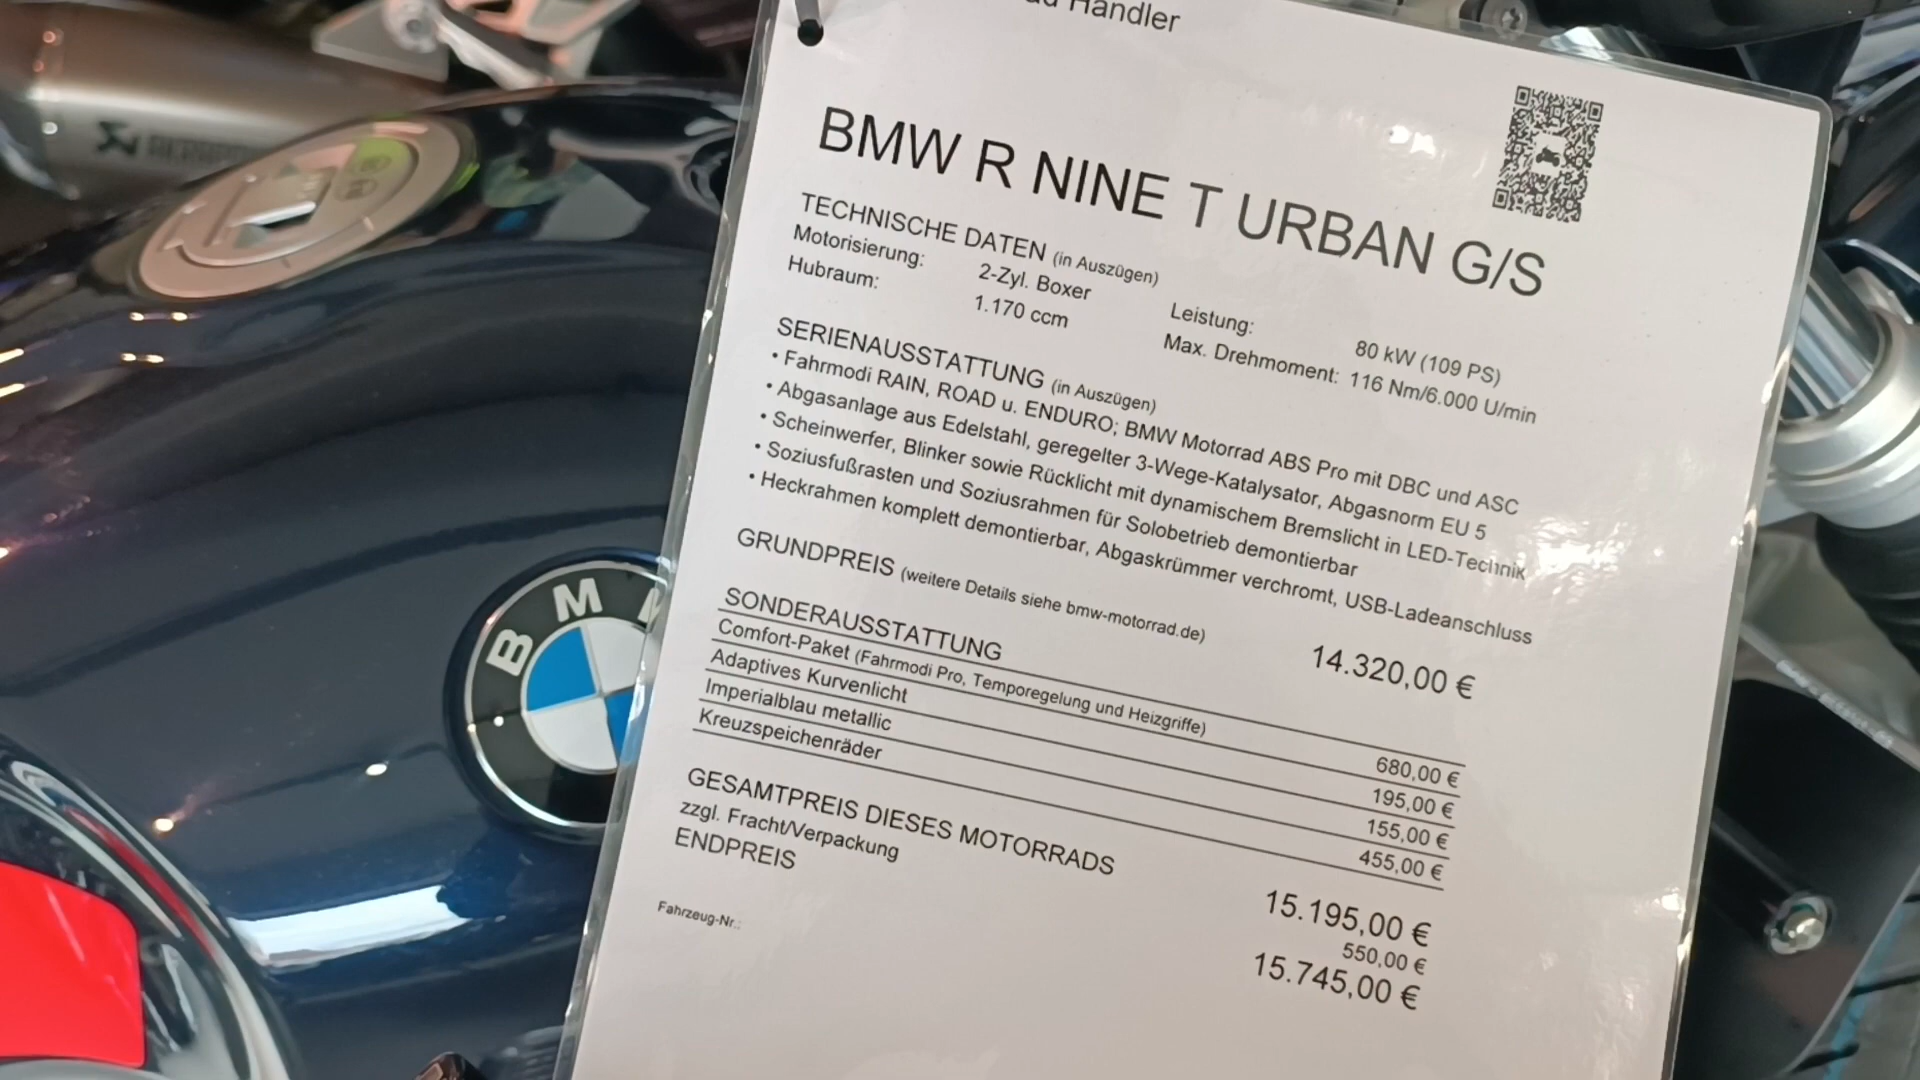 Händler
BMW R NINE T URBAN G/S
TECHNISCHE DATEN (in Auszügen)
Motorisierung: 2-Zyl. Boxer Leistung: 80 kW (109 PS)
Hubraum: 1.170 ccm Max. Drehmoment: 116 Nm/6.000 U/min
SERIENAUSSTATTUNG (in Auszügen)
• Fahrmodi RAIN, ROAD u. ENDURO; BMW Motorrad ABS Pro mit DBC und ASC
• Abgasanlage aus Edelstahl, geregelter 3-Wege-Katalysator, Abgasnorm EU 5
• Scheinwerfer, Blinker sowie Rücklicht mit dynamischem Bremslicht in LED-Technik
• Soziusfußrasten und Soziusrahmen für Solobetrieb demontierbar
• Heckrahmen komplett demontierbar, Abgaskrümmer verchromt, USB-Ladeanschluss
GRUNDPREIS (weitere Details siehe bmw-motorrad.de) 14.320,00 €
SONDERAUSSTATTUNG
Comfort-Paket (Fahrmodi Pro, Temporegelung und Heizgriffe) 680,00 €
Adaptives Kurvenlicht 195,00 €
Imperialblau metallic 155,00 €
Kreuzspeichenräder 455,00 €
GESAMTPREIS DIESES MOTORRADS 15.195,00 €
zzgl. Fracht/Verpackung 550,00 €
ENDPREIS 15.745,00 €
Fahrzeug-Nr.:
BM